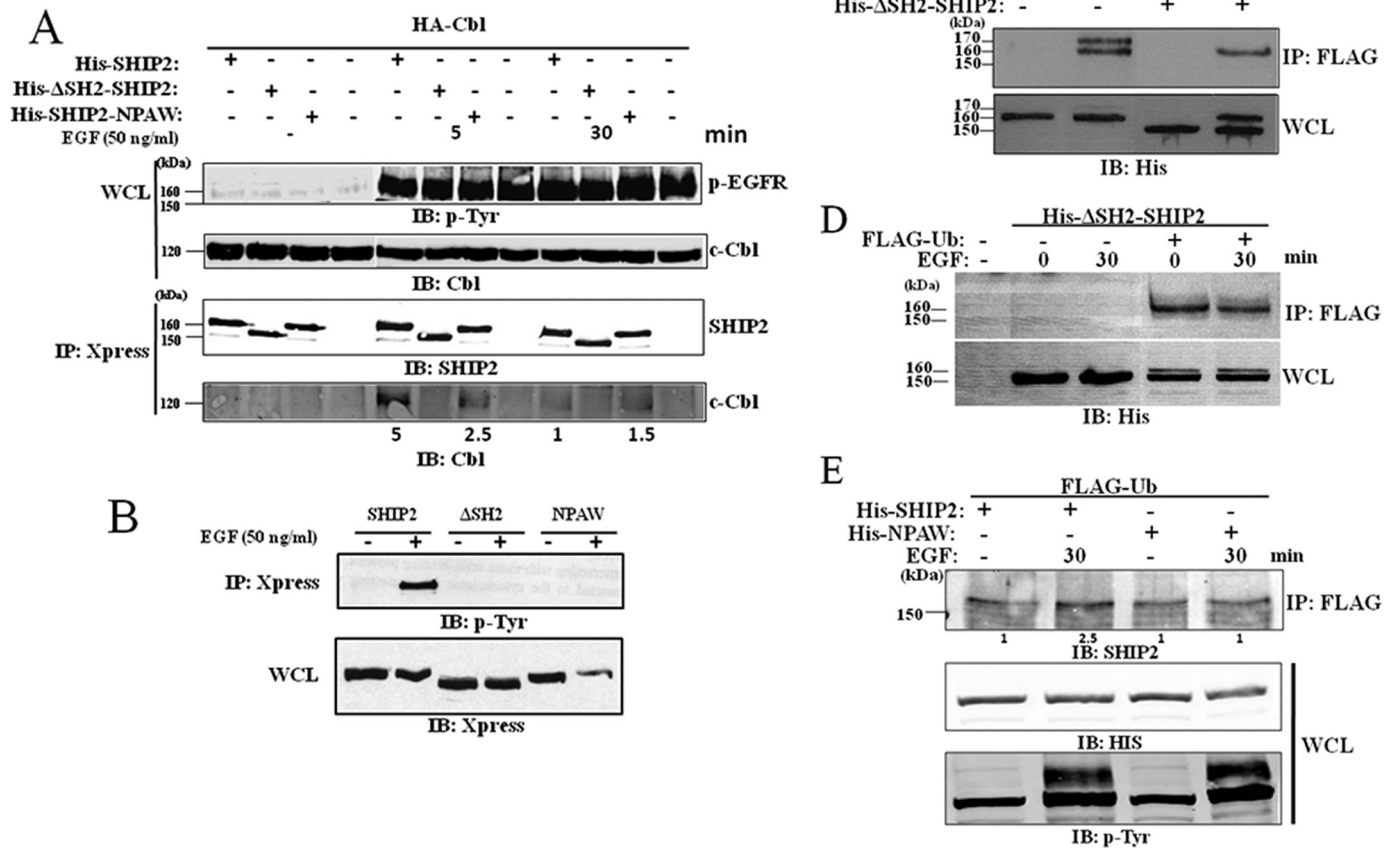 A
HA-Cbl
His-SHIP2: + - - - + - - - + - - -
His-ΔSH2-SHIP2: - + - - - + - - - + - -
His-SHIP2-NPAW: - - + - - - + - - - + -
EGF (50 ng/ml) - 5 30 min
(kDa)
WCL
160
150
p-EGFR
IB: p-Tyr
120
c-Cbl
IB: Cbl
(kDa)
160
150
SHIP2
IP: Xpress
IB: SHIP2
120
c-Cbl
5 2.5 1 1.5
IB: Cbl
B
SHIP2 ΔSH2 NPAW
EGF (50 ng/ml) - + - + - +
IP: Xpress
IB: p-Tyr
WCL
IB: Xpress
His-ΔSH2-SHIP2: - - + +
(kDa)
170
160
150
IP: FLAG
170
160
150
WCL
IB: His
D
His-ΔSH2-SHIP2
FLAG-Ub: - - - + +
EGF: - 0 30 0 30 min
(kDa)
160
150
IP: FLAG
160
150
WCL
IB: His
E
FLAG-Ub
His-SHIP2: + + - -
His-NPAW: - - + +
EGF: - 30 - 30 min
(kDa)
150
IP: FLAG
1 2.5 1 1
IB: SHIP2
IB: HIS
WCL
IB: p-Tyr